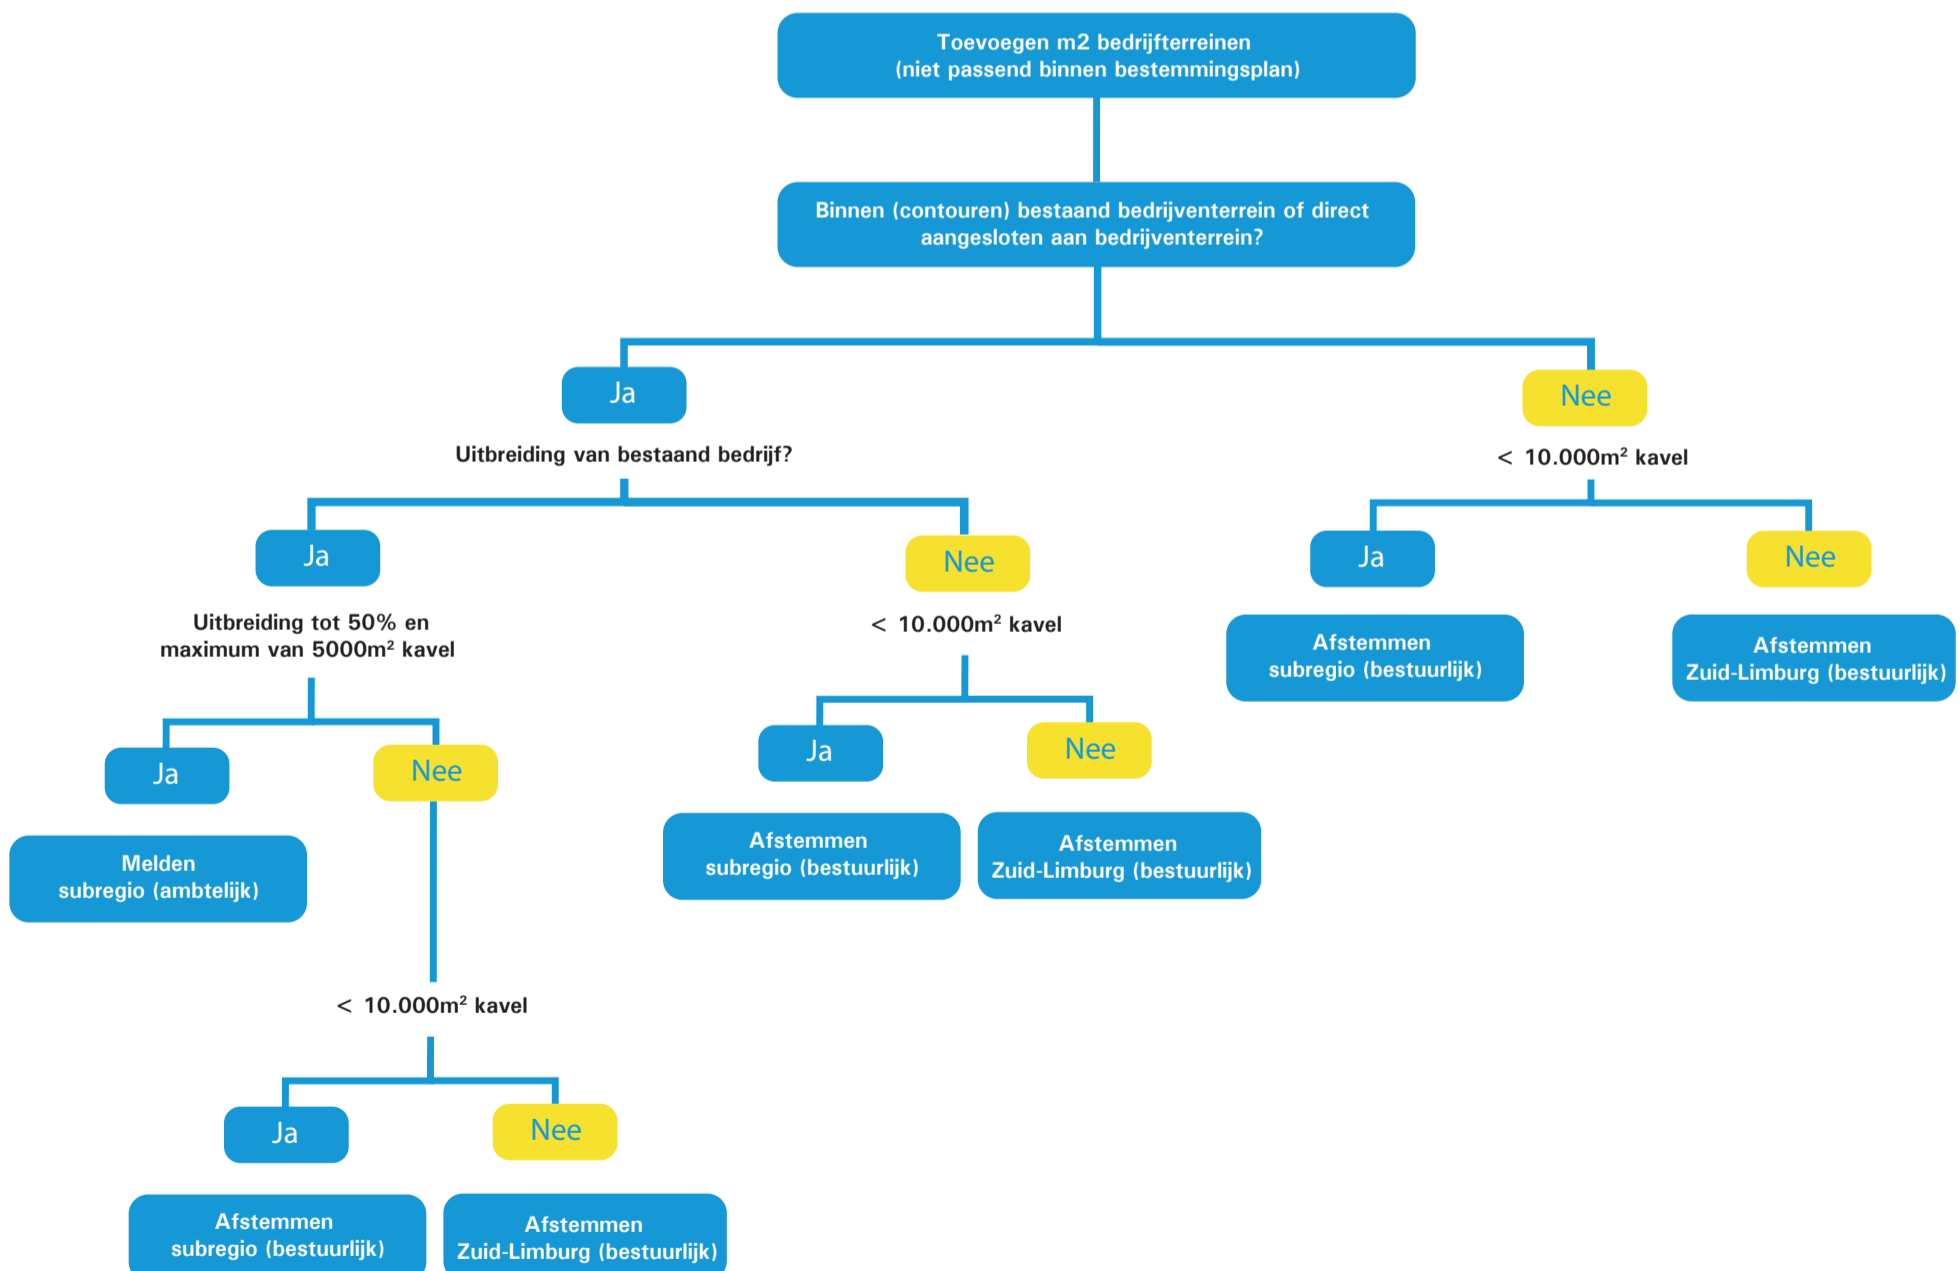 Toevoegen m2 bedrijfterreinen
(niet passend binnen bestemmingsplan)
Binnen (contouren) bestaand bedrijventerrein of direct
aangesloten aan bedrijventerrein?
Ja
Nee
Uitbreiding van bestaand bedrijf?
< 10.000m² kavel
Ja
Nee
Ja
Nee
Uitbreiding tot 50% en
maximum van 5000m² kavel
< 10.000m² kavel
Afstemmen
subregio (bestuurlijk)
Afstemmen
Zuid-Limburg (bestuurlijk)
Ja
Nee
Ja
Nee
Melden
subregio (ambtelijk)
Afstemmen
subregio (bestuurlijk)
Afstemmen
Zuid-Limburg (bestuurlijk)
< 10.000m² kavel
Ja
Nee
Afstemmen
subregio (bestuurlijk)
Afstemmen
Zuid-Limburg (bestuurlijk)